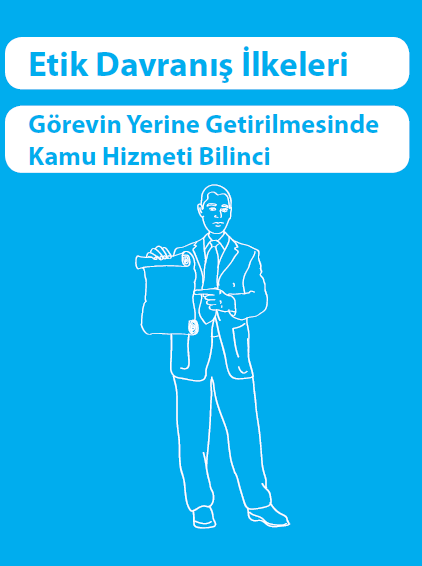 Etik Davranış İlkeleri
Görevin Yerine Getirilmesinde
Kamu Hizmeti Bilinci